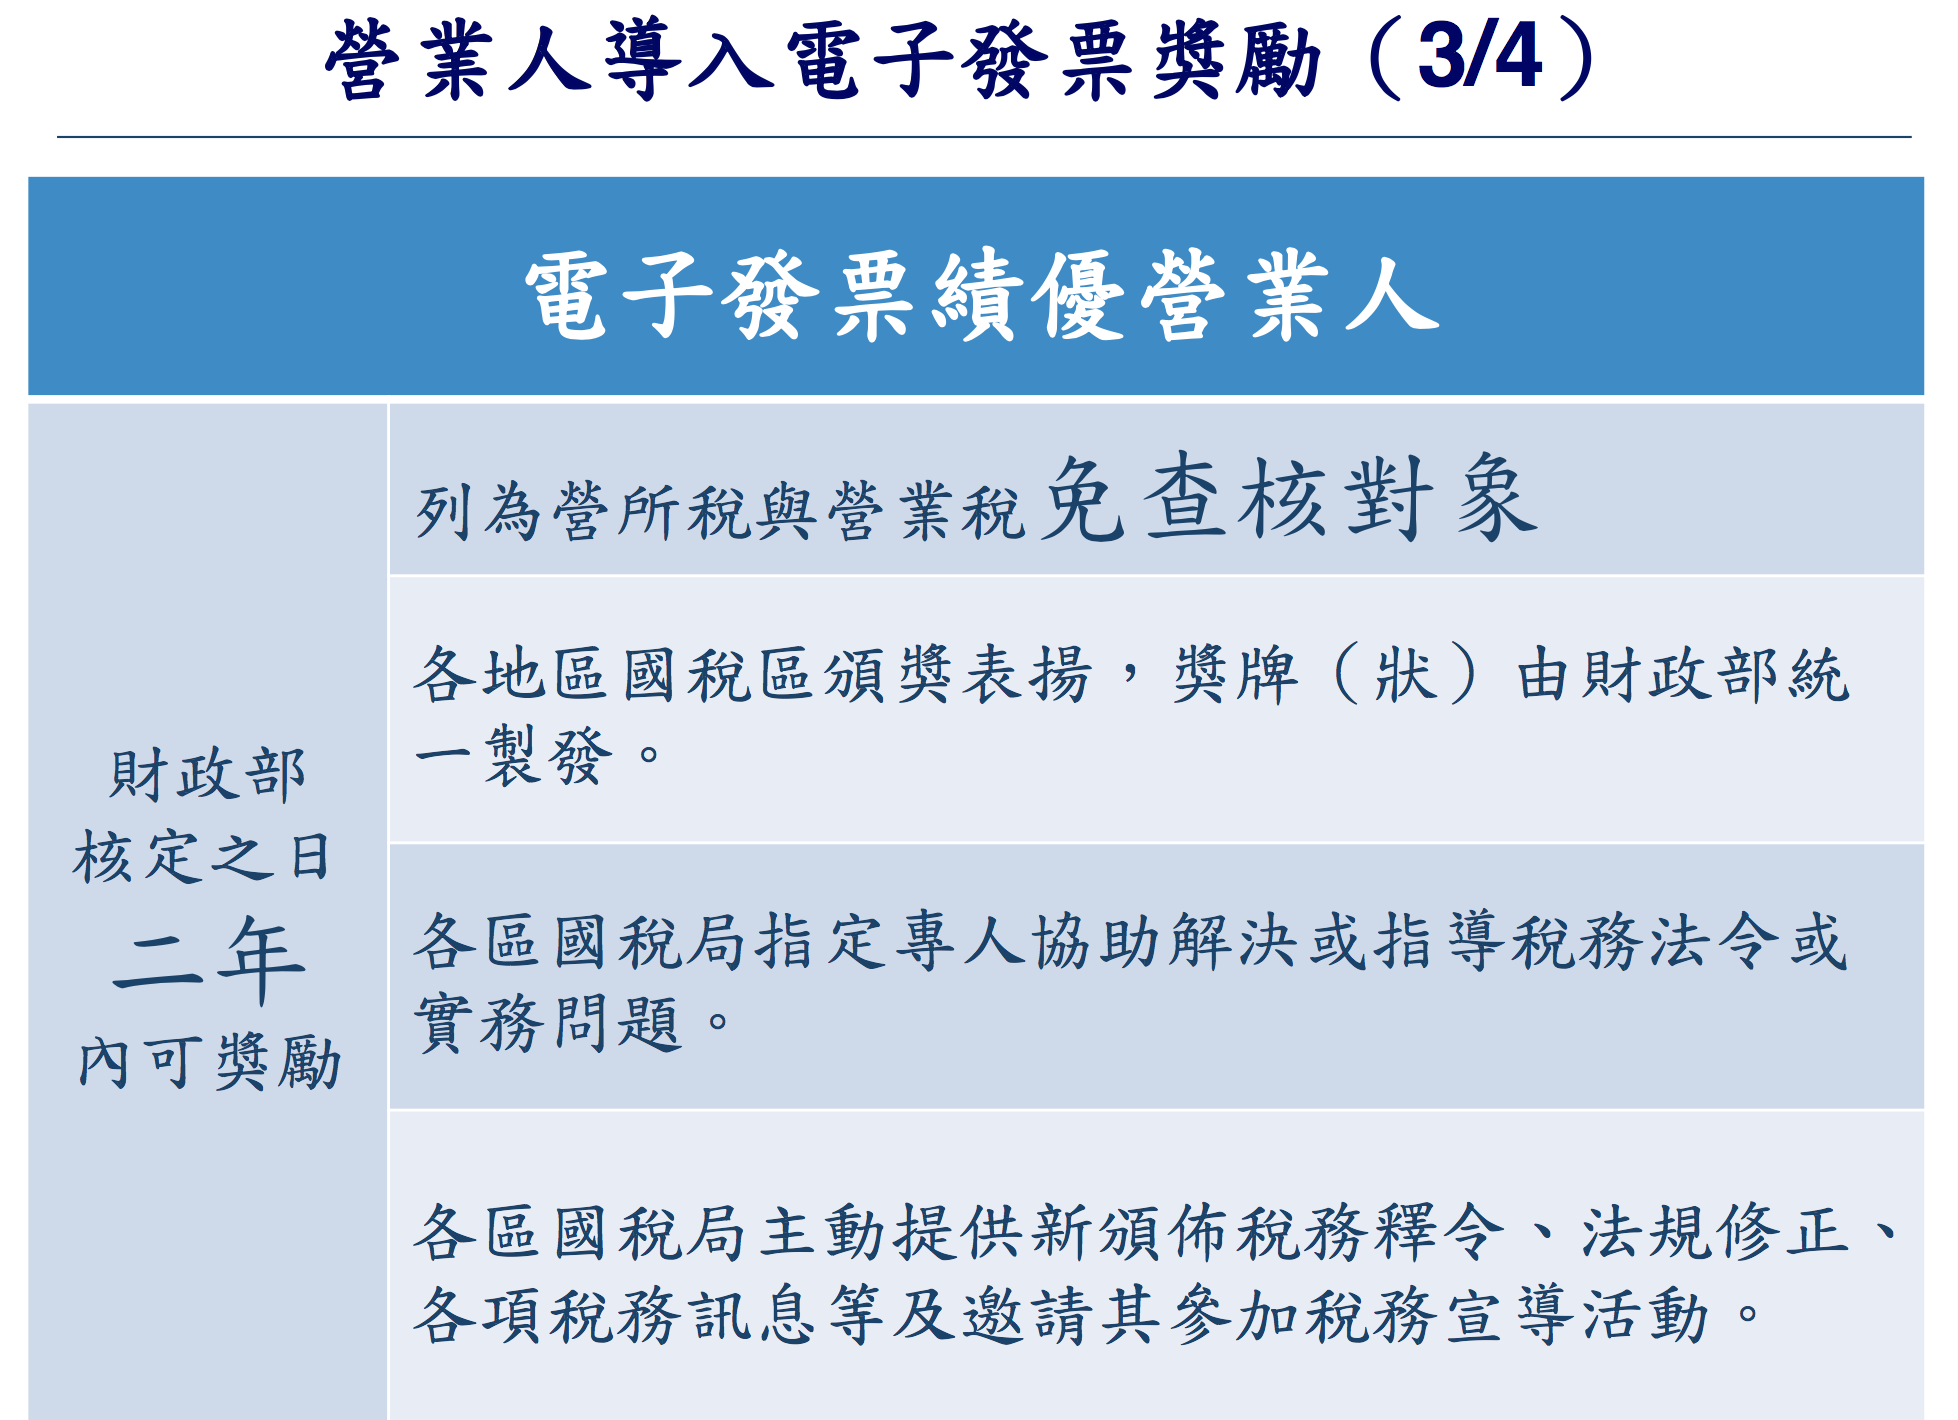 營業人導入電子發票獎勵（3/4）
電子發票績優營業人
財政部
核定之日
二年
內可獎勵
列為營所稅與營業稅免查核對象
各地區國稅區頒獎表揚，獎牌（狀）由財政部統
一製發。
各區國稅局指定專人協助解決或指導稅務法令或
實務問題。
各區國稅局主動提供新頒佈稅務釋令、法規修正、
各項稅務訊息等及邀請其參加稅務宣導活動。